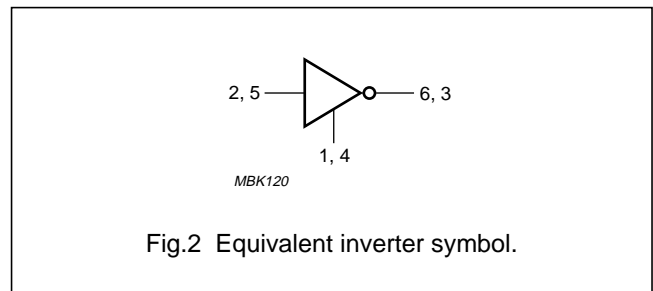 2, 5 6, 3
1, 4
MBK120
Fig.2 Equivalent inverter symbol.